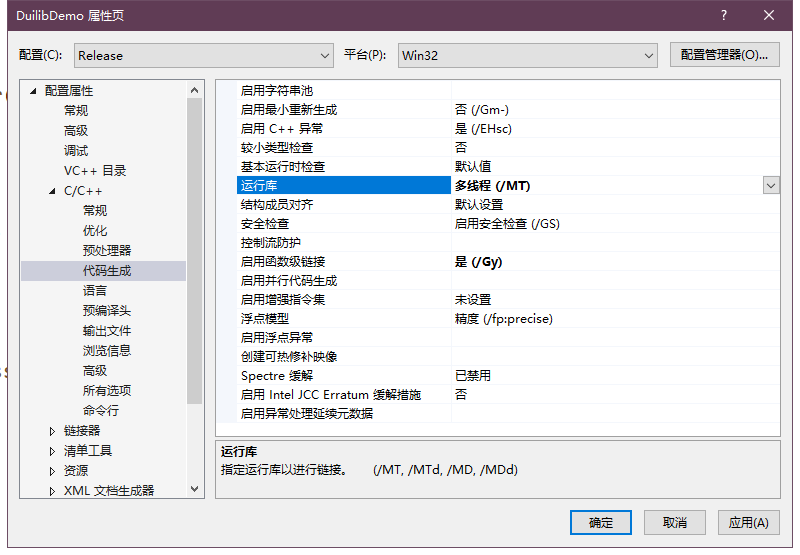 DuilibDemo 属性页
配置(C): Release 平台(P): Win32 配置管理器(O)...
配置属性
常规
高级
调试
VC++ 目录
C/C++
常规
优化
预处理器
代码生成
语言
预编译头
输出文件
浏览信息
高级
所有选项
命令行
链接器
清单工具
资源
XML 文档生成器
启用字符串池
启用最小重新生成 否 (/Gm-)
启用 C++ 异常 是 (/EHsc)
较小类型检查 否
基本运行时检查 默认值
运行库 多线程 (/MT)
结构成员对齐 默认设置
安全检查 启用安全检查 (/GS)
控制流防护
启用函数级链接 是 (/Gy)
启用并行代码生成
启用增强指令集 未设置
浮点模型 精度 (/fp:precise)
启用浮点异常
创建可热修补映像
Spectre 缓解 已禁用
启用 Intel JCC Erratum 缓解措施 否
启用异常处理延续元数据
运行库
指定运行库以进行链接。 (/MT, /MTd, /MD, /MDd)
确定 取消 应用(A)